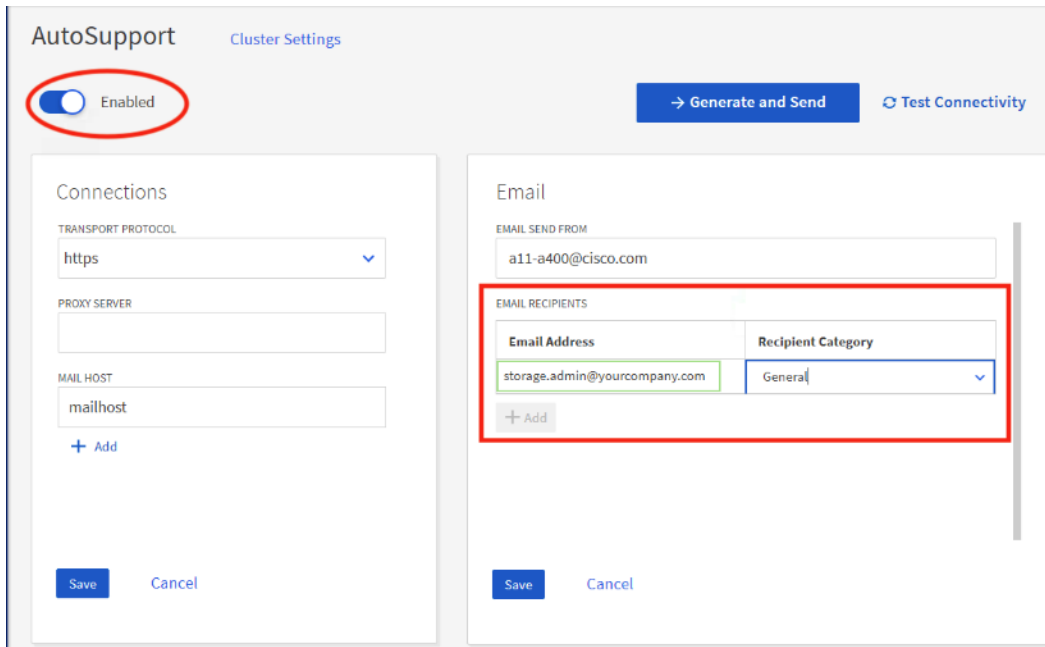 AutoSupport Cluster Settings
Enabled
→ Generate and Send
Test Connectivity
Connections
TRANSPORT PROTOCOL
https
PROXY SERVER
MAIL HOST
mailhost
+ Add
Save Cancel
Email
EMAIL SEND FROM
a11-a400@cisco.com
EMAIL RECIPIENTS
Email Address Recipient Category
storage.admin@yourcompany.com General
+ Add
Save Cancel